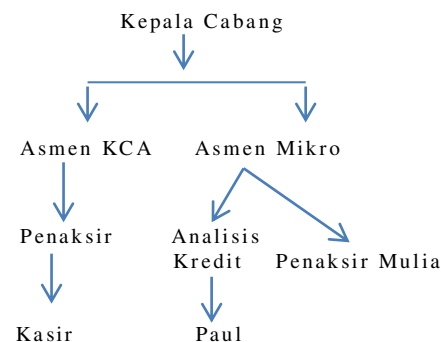 Kepala Cabang
Asmen KCA
Asmen Mikro
Penaksir
Analisis
Kredit
Penaksir Mulia
Kasir
Paul